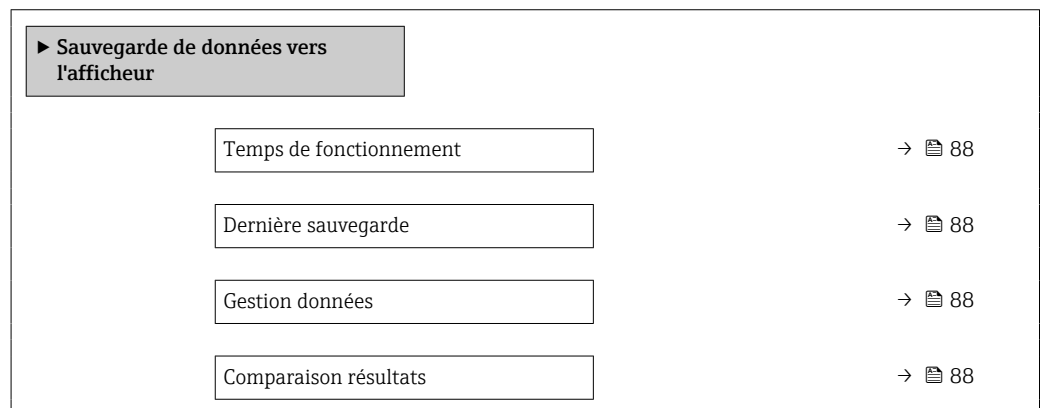 ▶ Sauvegarde de données vers
l'afficheur
Temps de fonctionnement → 88
Dernière sauvegarde → 88
Gestion données → 88
Comparaison résultats → 88